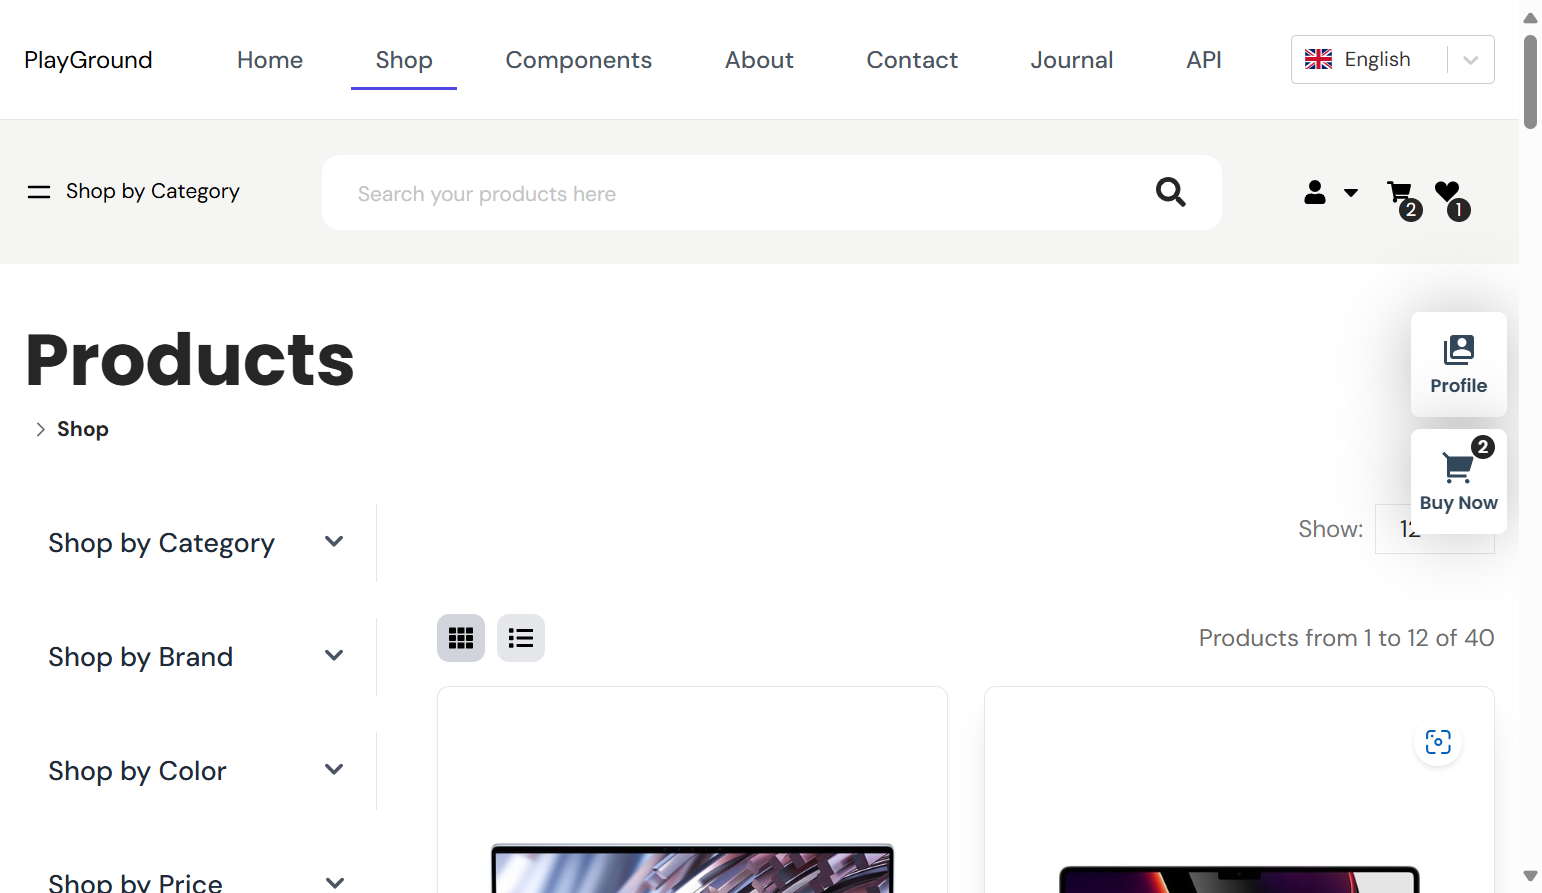 PlayGround Home Shop Components About Contact Journal API English
Shop by Category Search your products here 2 1
Products
Profile
Shop
2
Buy Now
Shop by Category Show: 12
Shop by Brand Products from 1 to 12 of 40
Shop by Color
Shop by Price